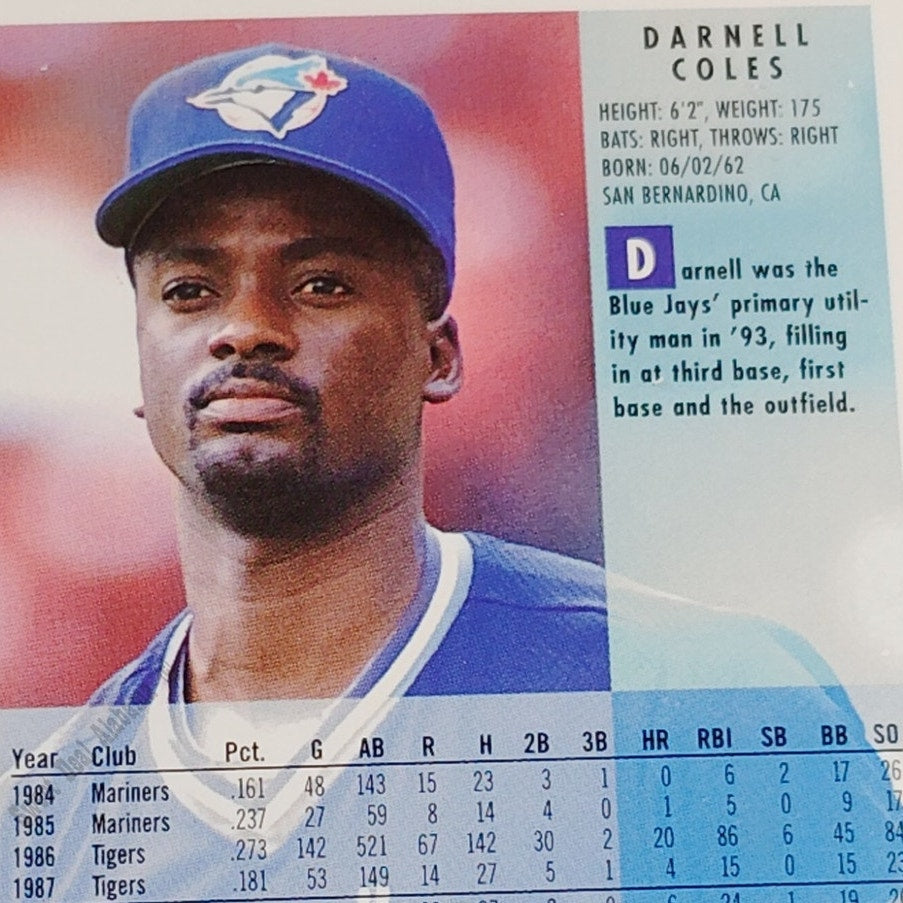 DARNELL
COLES
HEIGHT: 6'2", WEIGHT: 175
BATS: RIGHT, THROWS: RIGHT
BORN: 06/02/62
SAN BERNARDINO, CA
Darnell was the
Blue Jays' primary util-
ity man in '93, filling
in at third base, first
base and the outfield.
Year Club Pct. G AB R H 2B 3B HR RBI SB BB SO
1984 Mariners .161 48 143 15 23 3 1 0 6 2 17 26
1985 Mariners .237 27 59 8 14 4 0 1 5 0 9 17
1986 Tigers .273 142 521 67 142 30 2 20 86 6 45 84
1987 Tigers .181 53 149 14 27 5 1 4 15 0 15 23